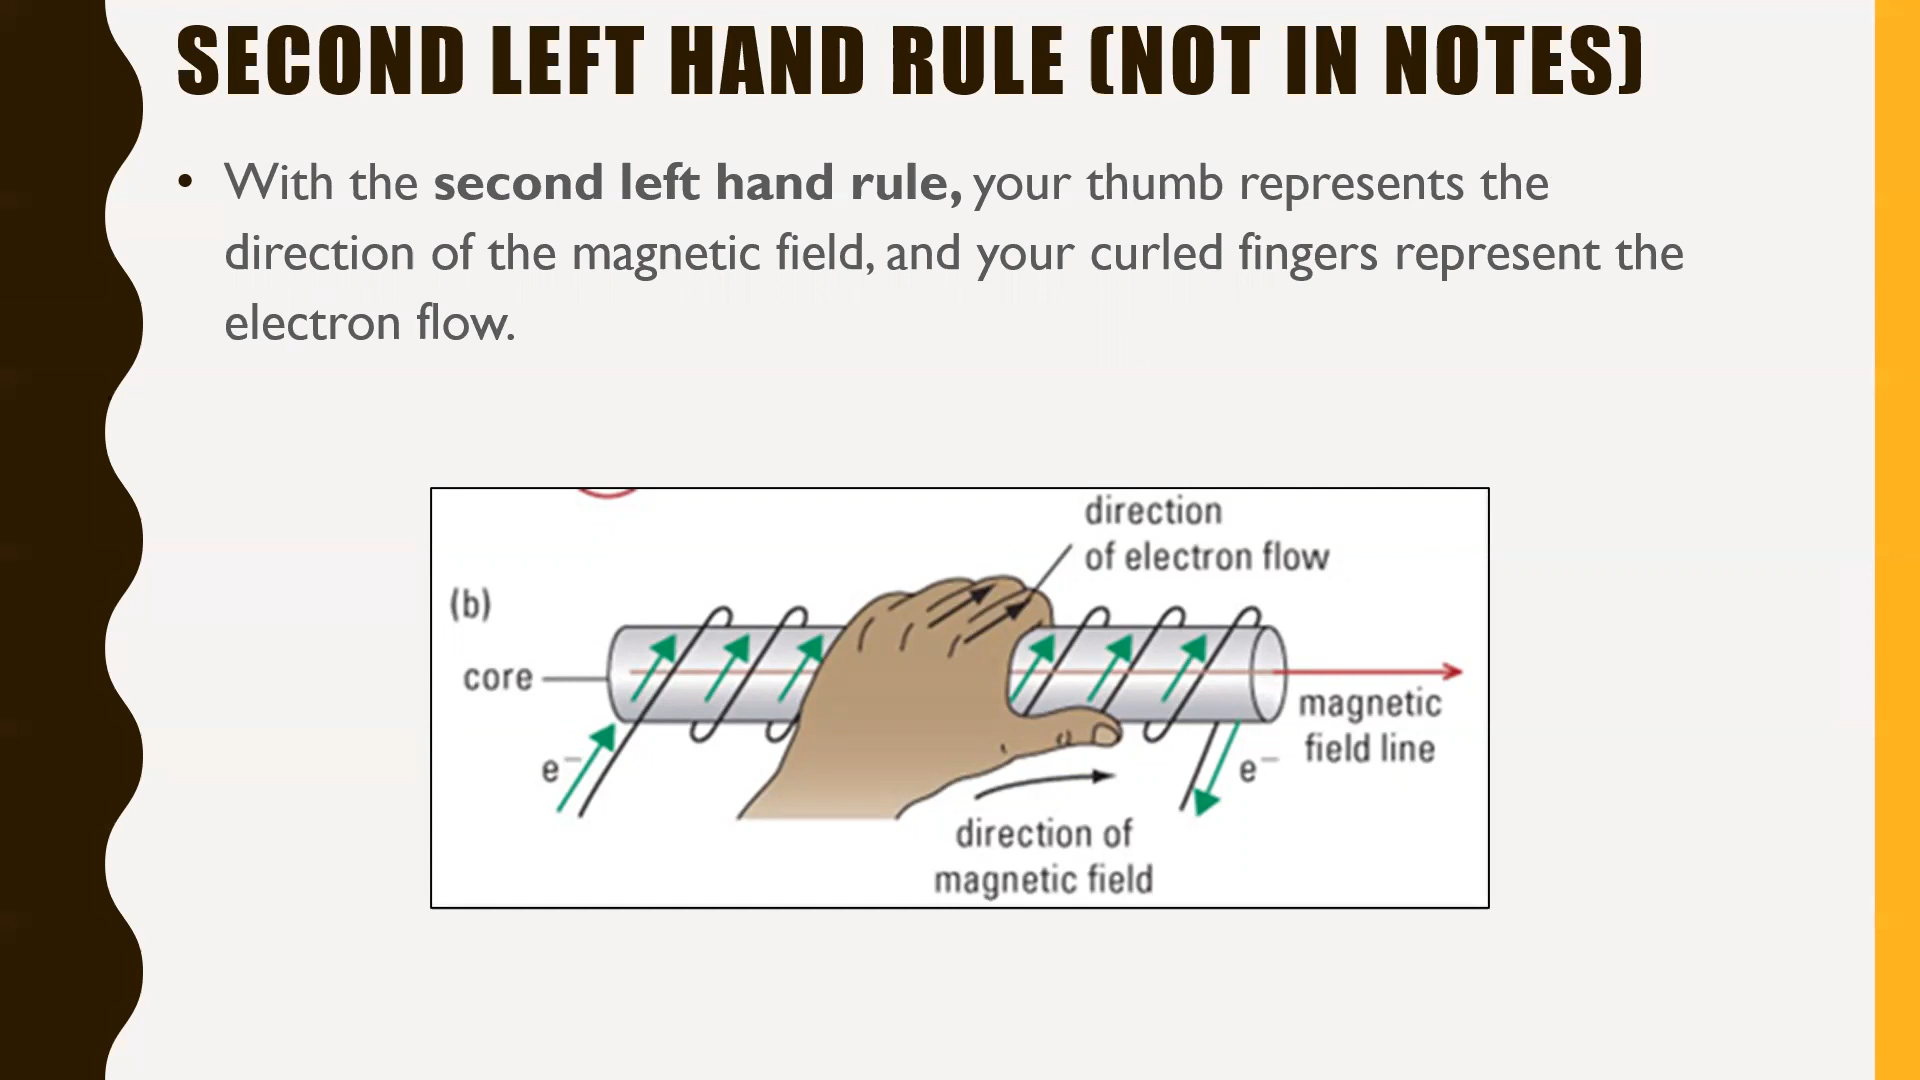 SECOND LEFT HAND RULE (NOT IN NOTES)
• With the second left hand rule, your thumb represents the
direction of the magnetic field, and your curled fingers represent the
electron flow.
direction
of electron flow
(b)
core
magnetic
field line
e⁻
e⁻
direction of
magnetic field